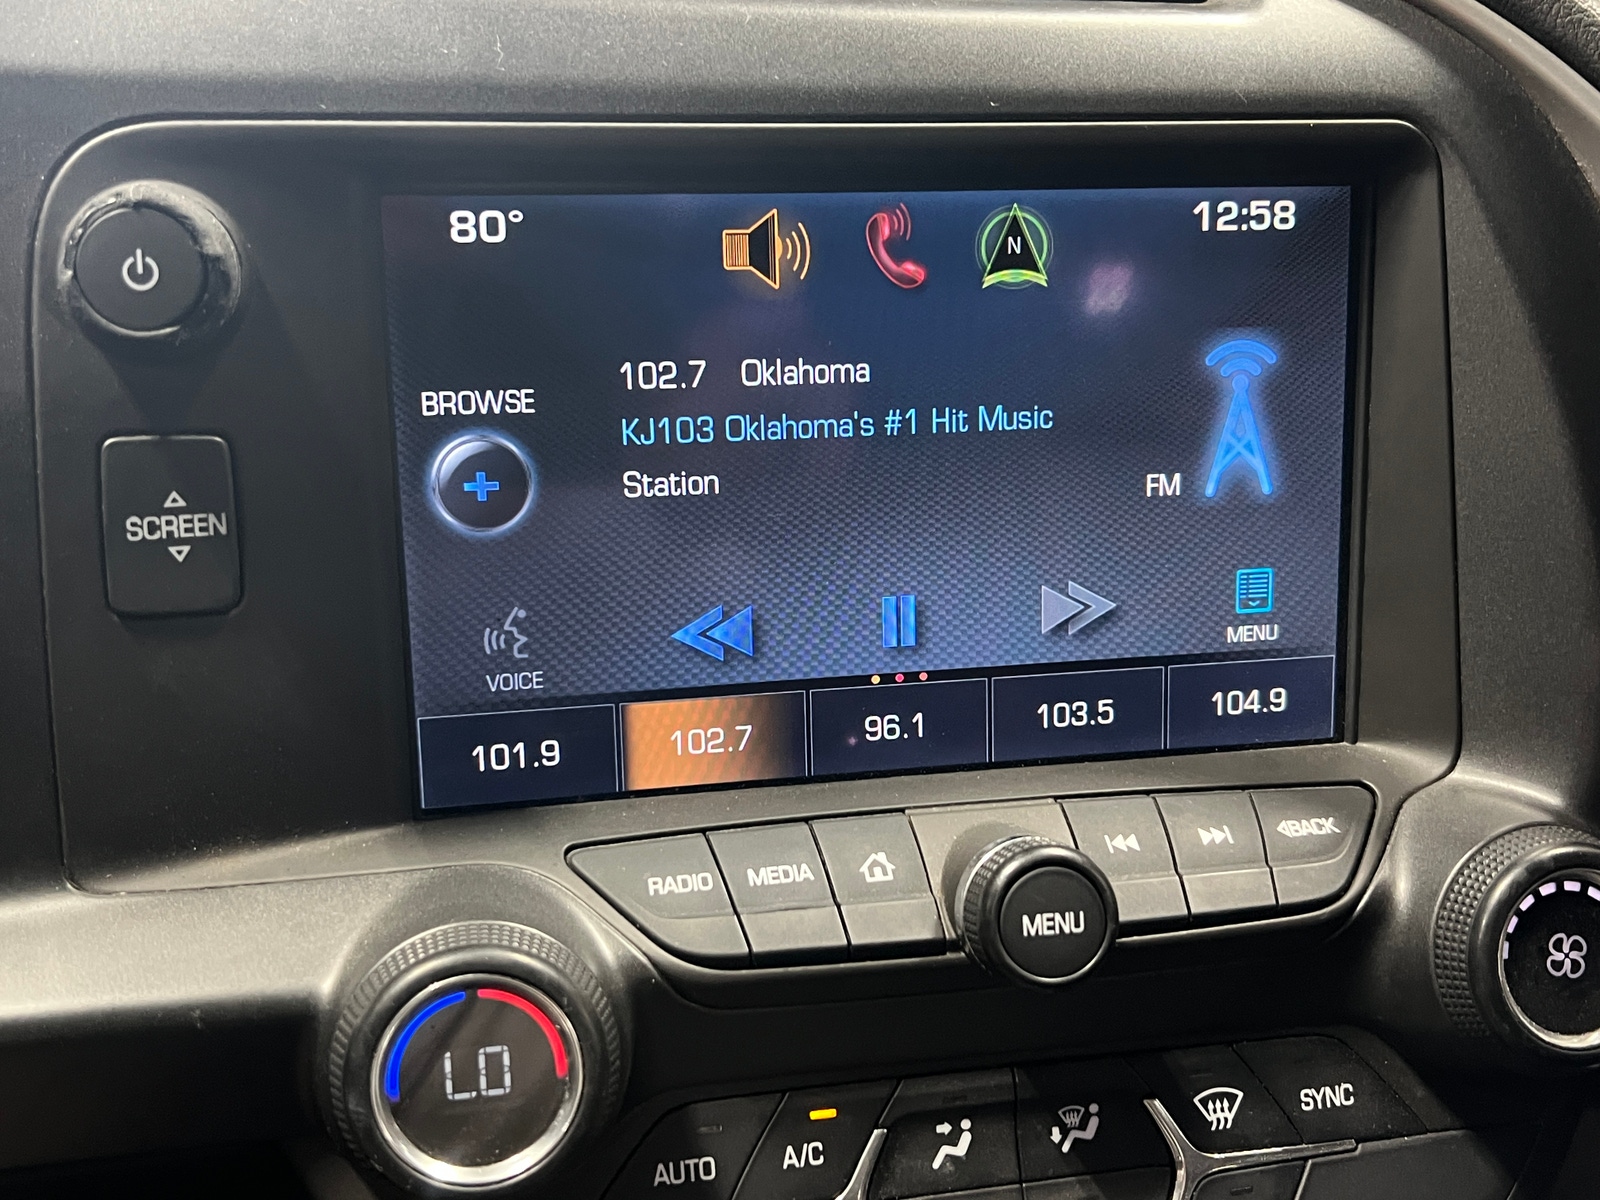 80°
N
12:58
102.7 Oklahoma
BROWSE
KJ103 Oklahoma's #1 Hit Music
Station
FM
SCREEN
VOICE
MENU
101.9
102.7
96.1
103.5
104.9
RADIO
MEDIA
MENU
BACK
LO
AUTO
A/C
SYNC